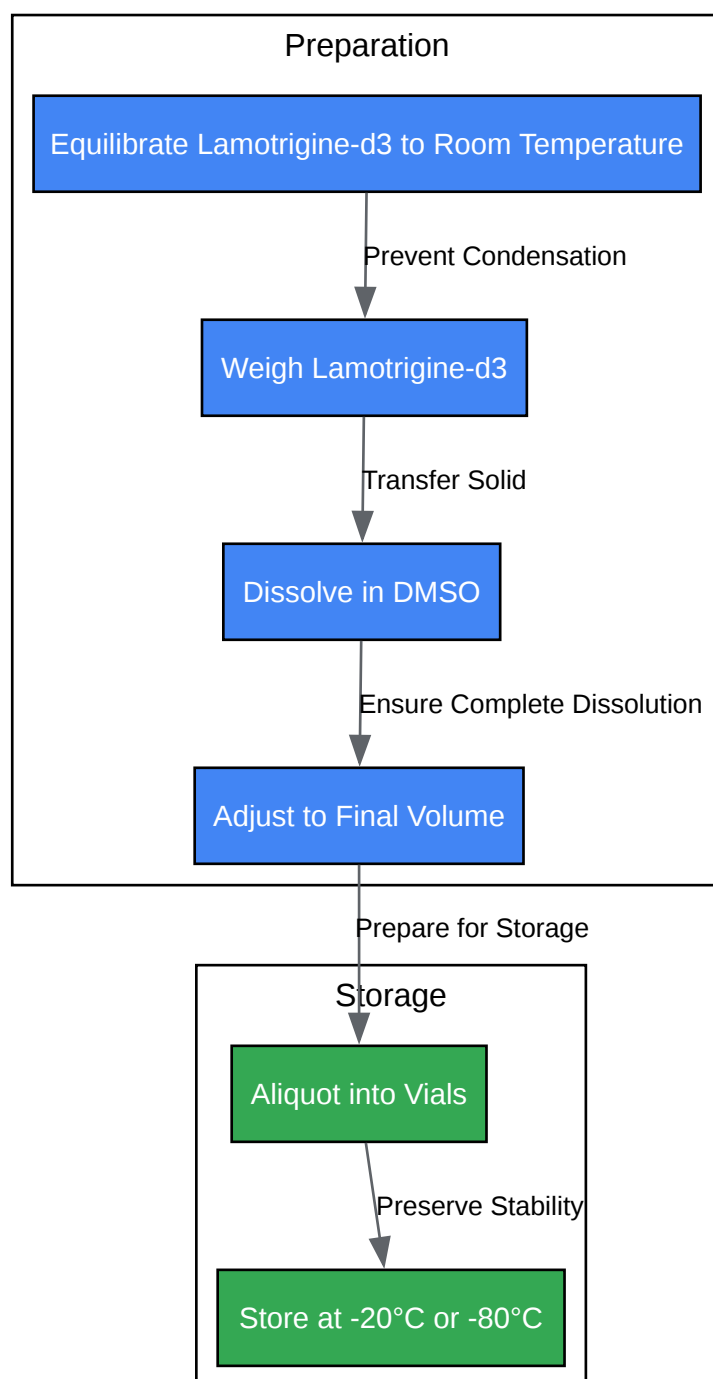 Preparation
Equilibrate Lamotrigine-d3 to Room Temperature
Prevent Condensation
Weigh Lamotrigine-d3
Transfer Solid
Dissolve in DMSO
Ensure Complete Dissolution
Adjust to Final Volume
Prepare for Storage
Storage
Aliquot into Vials
Preserve Stability
Store at -20°C or -80°C